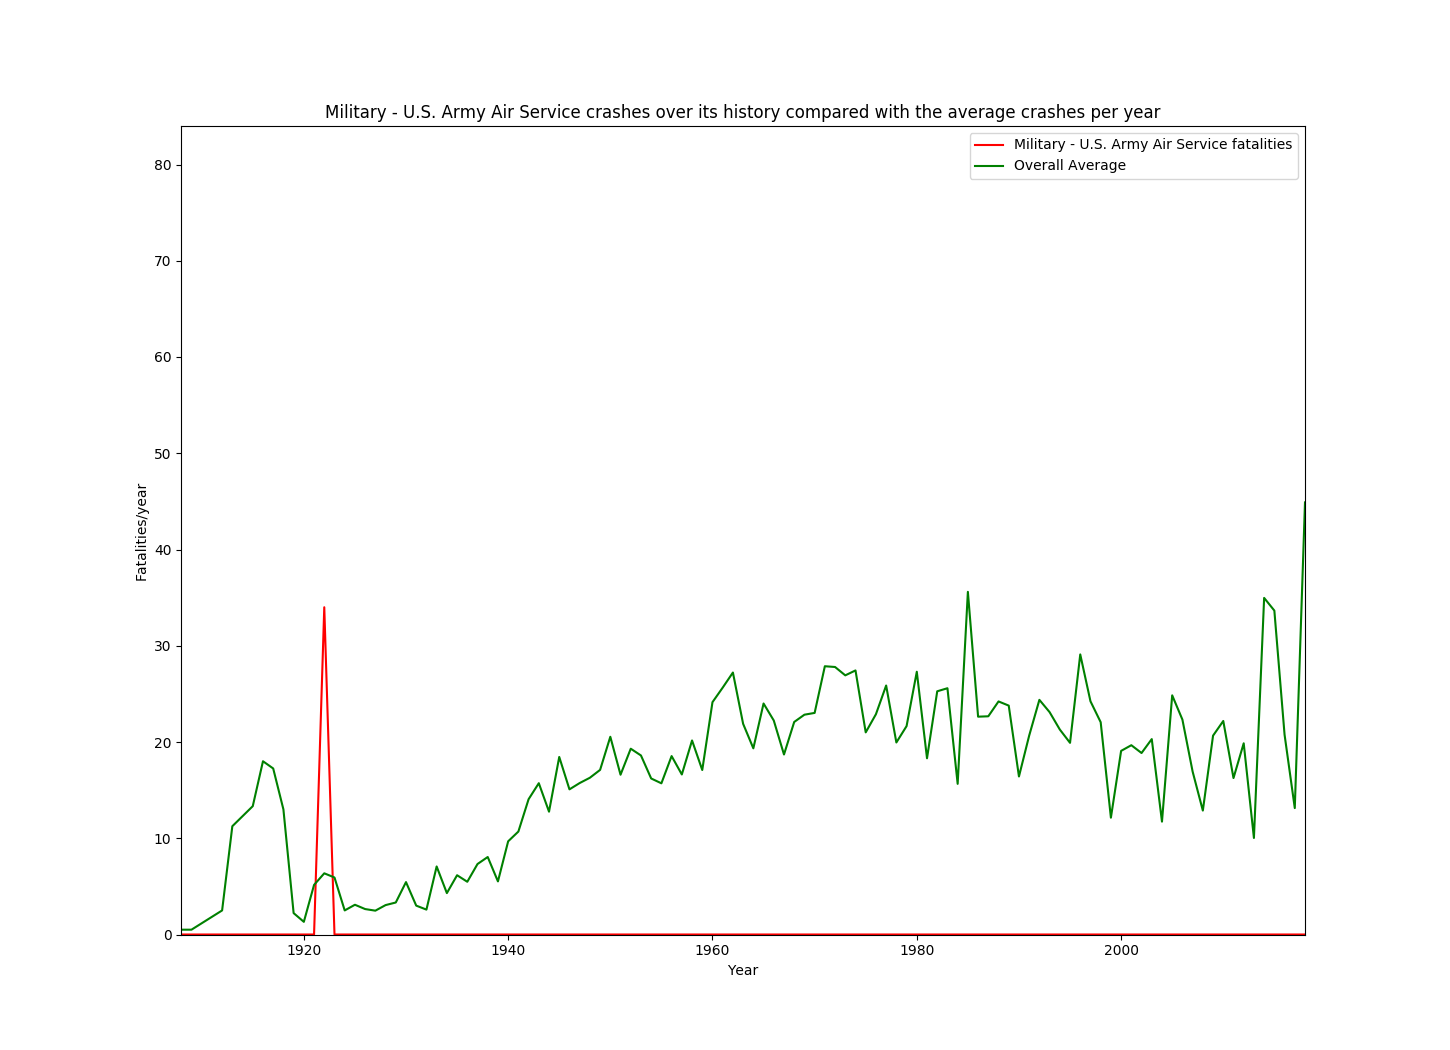 Military - U.S. Army Air Service crashes over its history compared with the average crashes per year
Military - U.S. Army Air Service fatalities
Overall Average
80
70
60
50
40
30
20
10
0
Fatalities/year
1920 1940 1960 1980 2000
Year